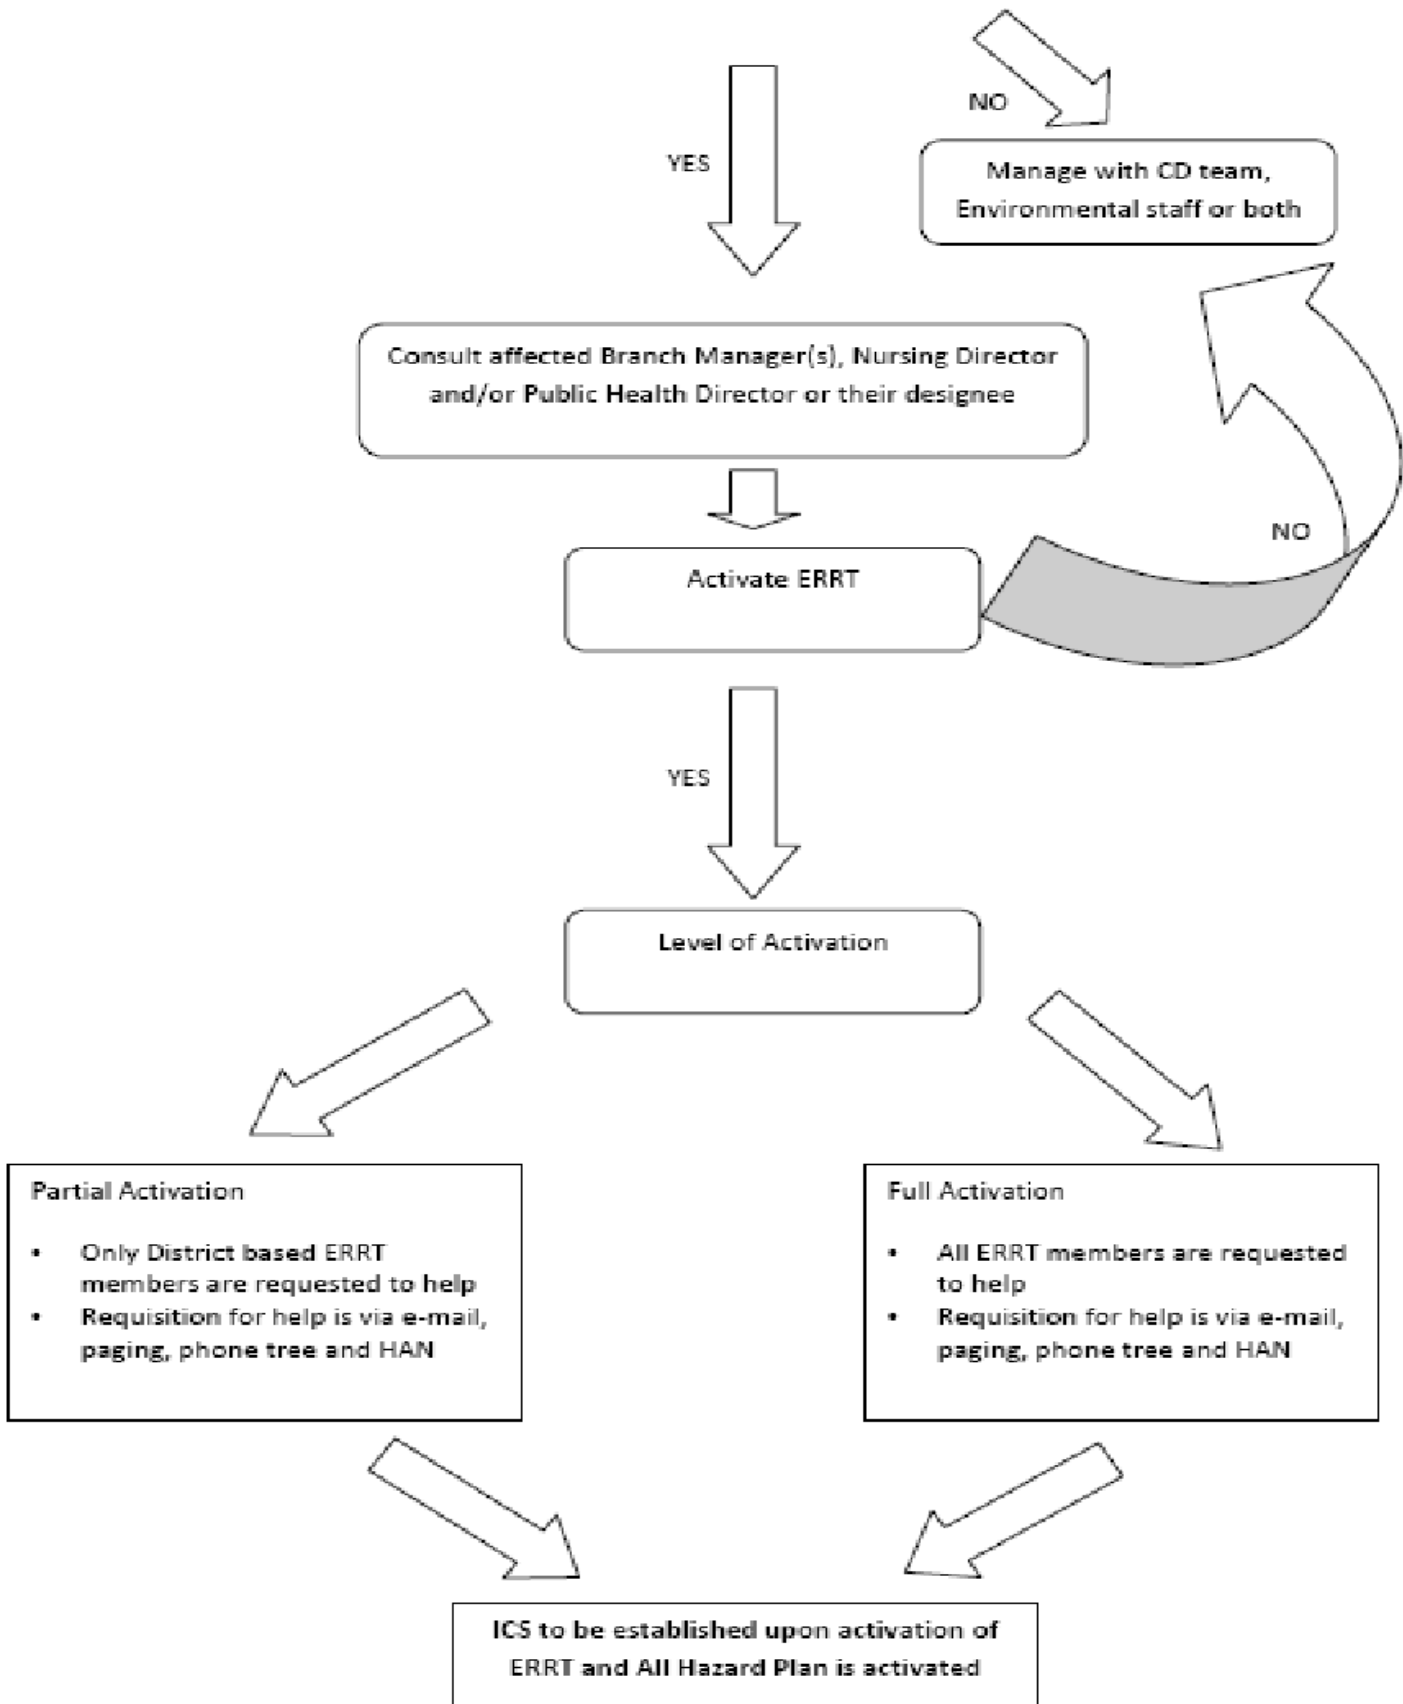 NO
YES
Manage with CD team,
Environmental staff or both
Consult affected Branch Manager(s), Nursing Director
and/or Public Health Director or their designee
NO
Activate ERRT
YES
Level of Activation
Partial Activation
• Only District based ERRT
members are requested to help
• Requisition for help is via e-mail,
paging, phone tree and HAN
Full Activation
• All ERRT members are requested
to help
• Requisition for help is via e-mail,
paging, phone tree and HAN
ICS to be established upon activation of
ERRT and All Hazard Plan is activated